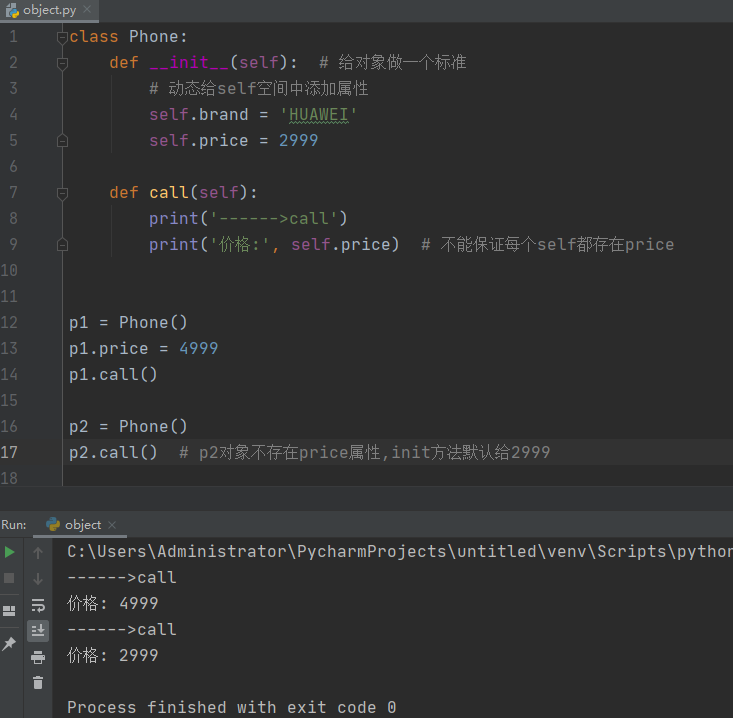 object.py
1 class Phone:
2     def __init__(self):  # 给对象做一个标准
3         # 动态给self空间中添加属性
4         self.brand = 'HUAWEI'
5         self.price = 2999
6
7     def call(self):
8         print('------>call')
9         print('价格:', self.price)  # 不能保证每个self都存在price
10
11
12 p1 = Phone()
13 p1.price = 4999
14 p1.call()
15
16 p2 = Phone()
17 p2.call()  # p2对象不存在price属性,init方法默认给2999
18
Run: object
C:\Users\Administrator\PycharmProjects\untitled\venv\Scripts\python
------>call
价格: 4999
------>call
价格: 2999
Process finished with exit code 0